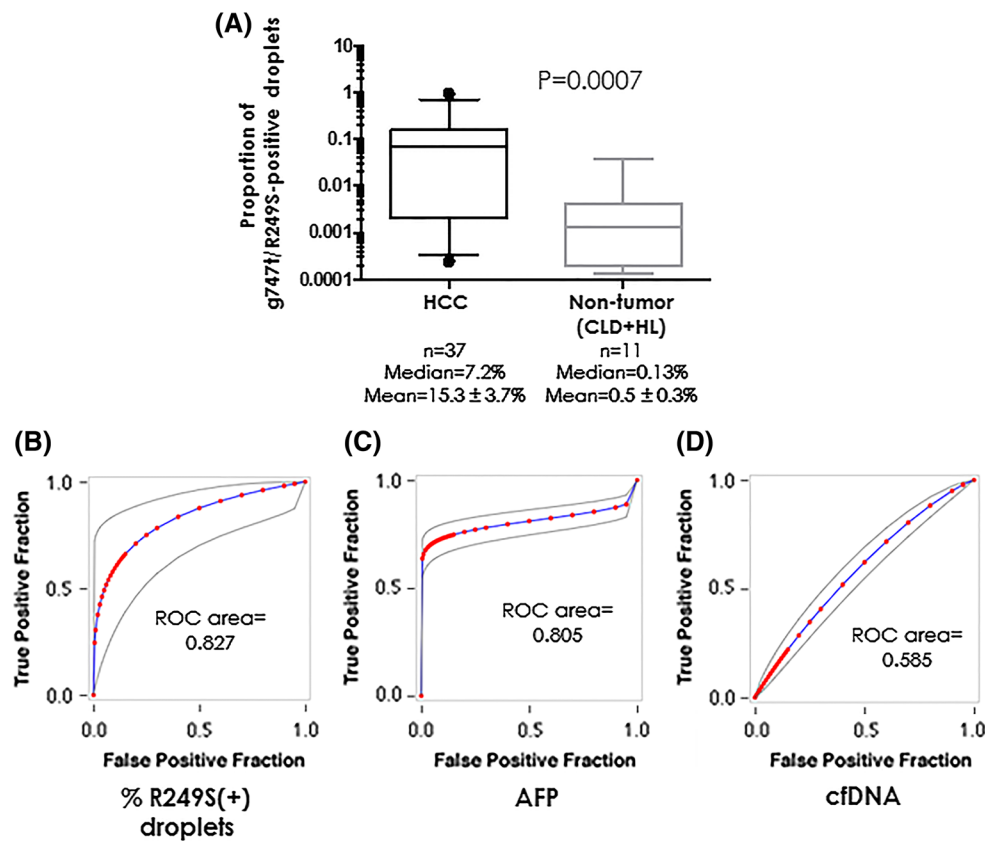 (A)
Proportion of
g747t/R249S-positive droplets
10
1
0.1
0.01
0.001
0.0001
P=0.0007
HCC
Non-tumor
(CLD+HL)
n=37
Median=7.2%
Mean=15.3 ± 3.7%
n=11
Median=0.13%
Mean=0.5 ± 0.3%
(B)
True Positive Fraction
1.0
0.5
0.0
ROC area=
0.827
0.0
0.5
1.0
False Positive Fraction
% R249S(+)
droplets
(C)
True Positive Fraction
1.0
0.5
0.0
ROC area=
0.805
0.0
0.5
1.0
False Positive Fraction
AFP
(D)
True Positive Fraction
1.0
0.5
0.0
ROC area=
0.585
0.0
0.5
1.0
False Positive Fraction
cfDNA